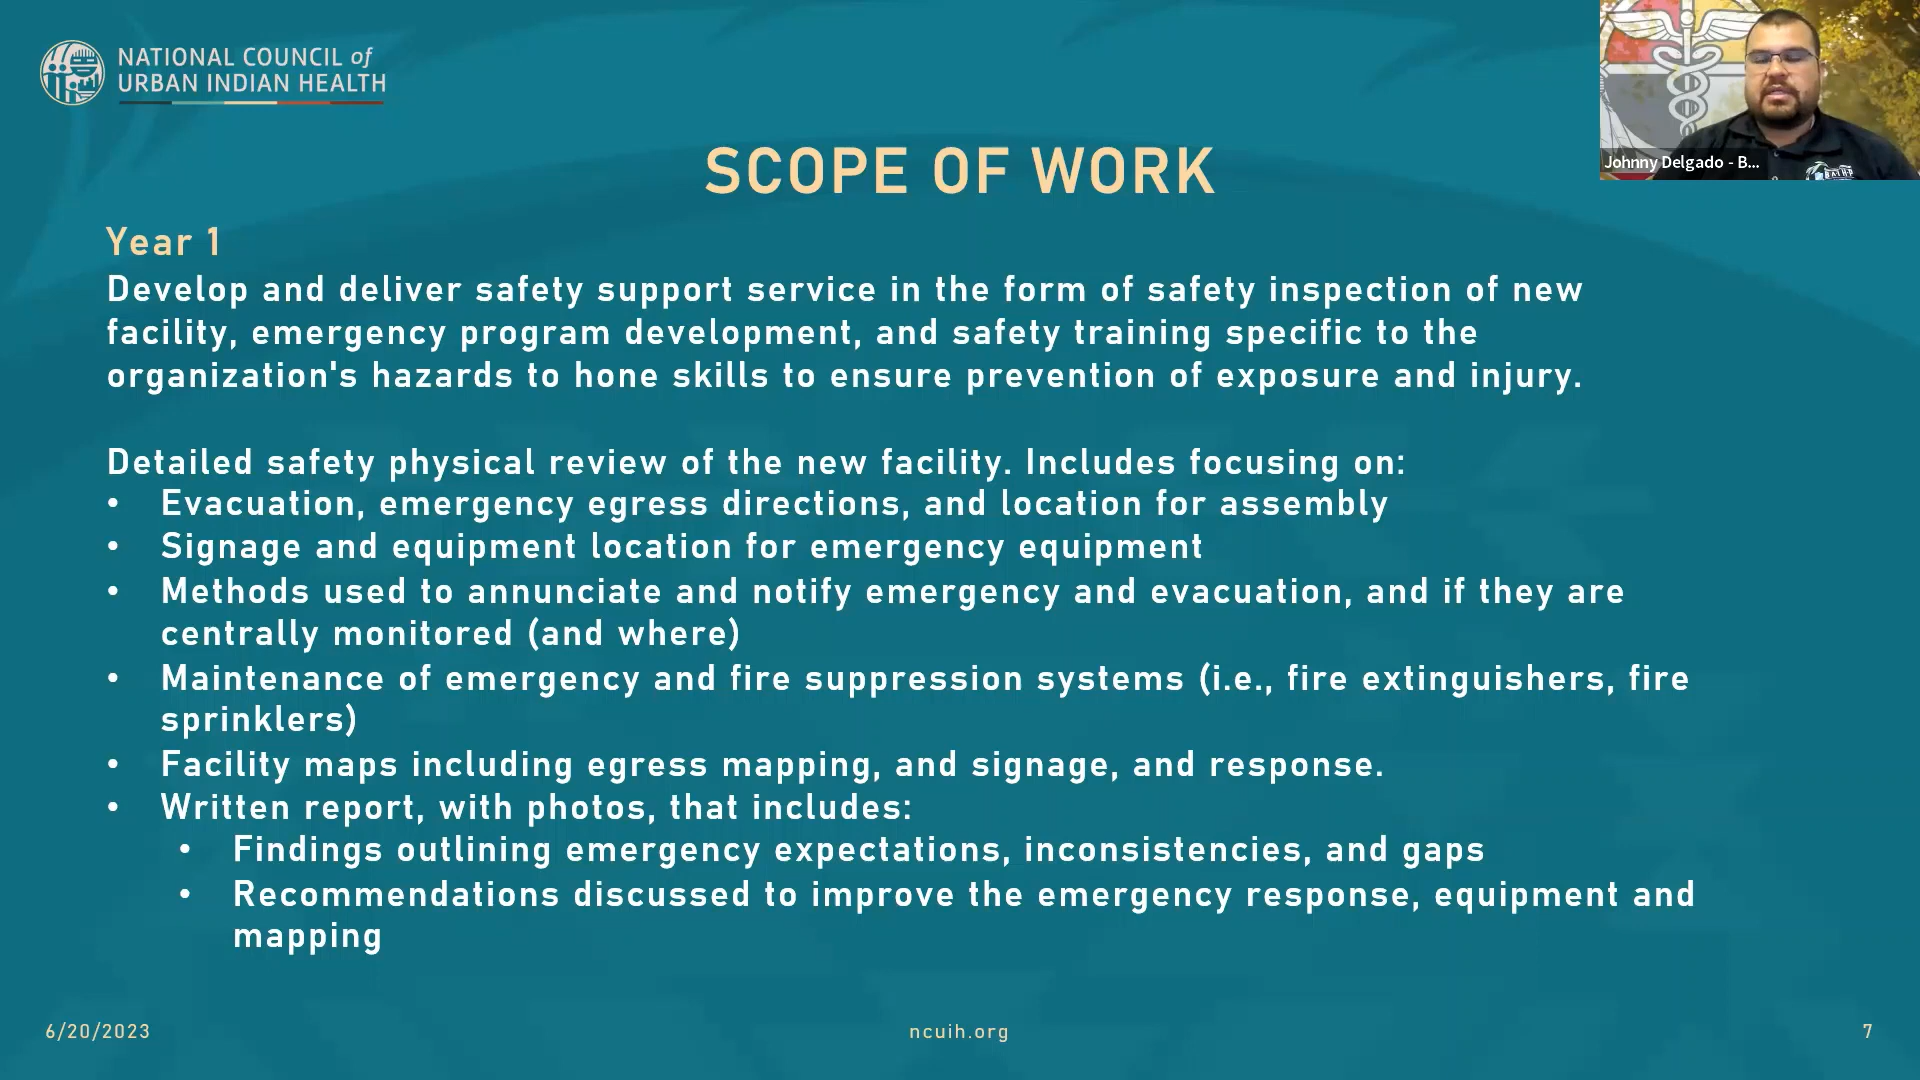 NATIONAL COUNCIL of
URBAN INDIAN HEALTH
Johnny Delgado - B...
SCOPE OF WORK
Year 1
Develop and deliver safety support service in the form of safety inspection of new
facility, emergency program development, and safety training specific to the
organization's hazards to hone skills to ensure prevention of exposure and injury.
Detailed safety physical review of the new facility. Includes focusing on:
• Evacuation, emergency egress directions, and location for assembly
• Signage and equipment location for emergency equipment
• Methods used to annunciate and notify emergency and evacuation, and if they are
centrally monitored (and where)
• Maintenance of emergency and fire suppression systems (i.e., fire extinguishers, fire
sprinklers)
• Facility maps including egress mapping, and signage, and response.
• Written report, with photos, that includes:
• Findings outlining emergency expectations, inconsistencies, and gaps
• Recommendations discussed to improve the emergency response, equipment and
mapping
6/20/2023
ncuih.org
7